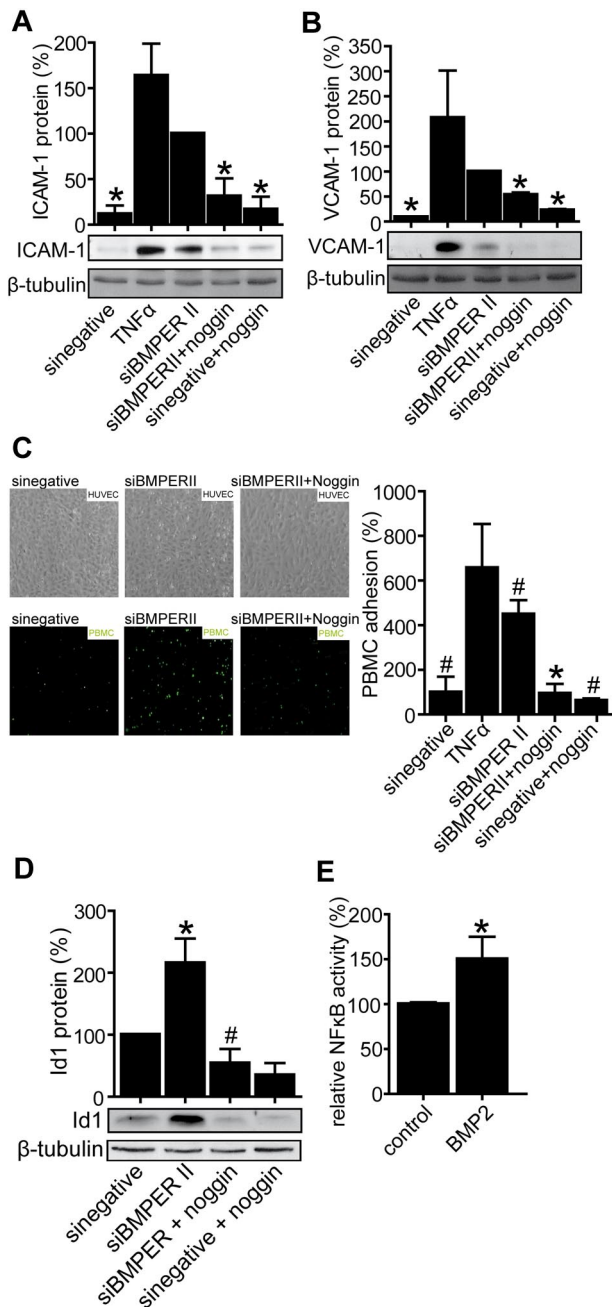 A
ICAM-1 protein (%)
200
150
100
50
0
*
*
*
ICAM-1
β-tubulin
sinegative
TNFα
siBMPER II
siBMPERII+noggin
sinegative+noggin
B
VCAM-1 protein (%)
350
300
250
200
150
100
50
0
*
*
*
VCAM-1
β-tubulin
sinegative
TNFα
siBMPER II
siBMPERII+noggin
sinegative+noggin
C
sinegative
siBMPERII
siBMPERII+Noggin
HUVEC
HUVEC
HUVEC
sinegative
siBMPERII
siBMPERII+Noggin
PBMC
PBMC
PBMC
PBMC adhesion (%)
1000
800
600
400
200
0
#
#
*
#
sinegative
TNFα
siBMPER II
siBMPERII+noggin
sinegative+noggin
D
Id1 protein (%)
300
200
100
0
*
#
Id1
β-tubulin
sinegative
siBMPER II
siBMPER + noggin
sinegative + noggin
E
relative NFκB activity (%)
200
150
100
50
0
*
control
BMP2